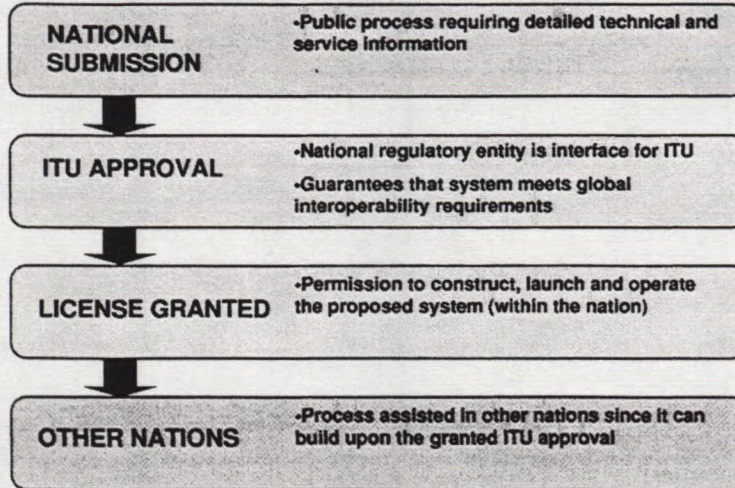 NATIONAL
SUBMISSION
•Public process requiring detailed technical and
service information
ITU APPROVAL
•National regulatory entity is interface for ITU
•Guarantees that system meets global
interoperability requirements
LICENSE GRANTED
•Permission to construct, launch and operate
the proposed system (within the nation)
OTHER NATIONS
•Process assisted in other nations since it can
build upon the granted ITU approval